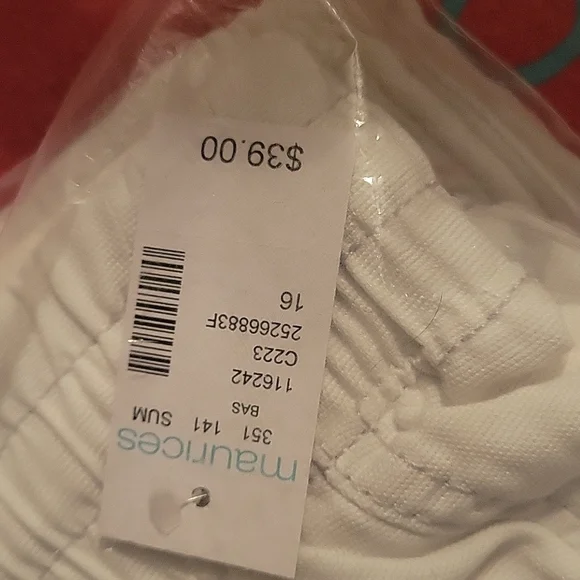 maurices
351 141 SUM
BAS
116242
C223
25266883F
16
$39.00